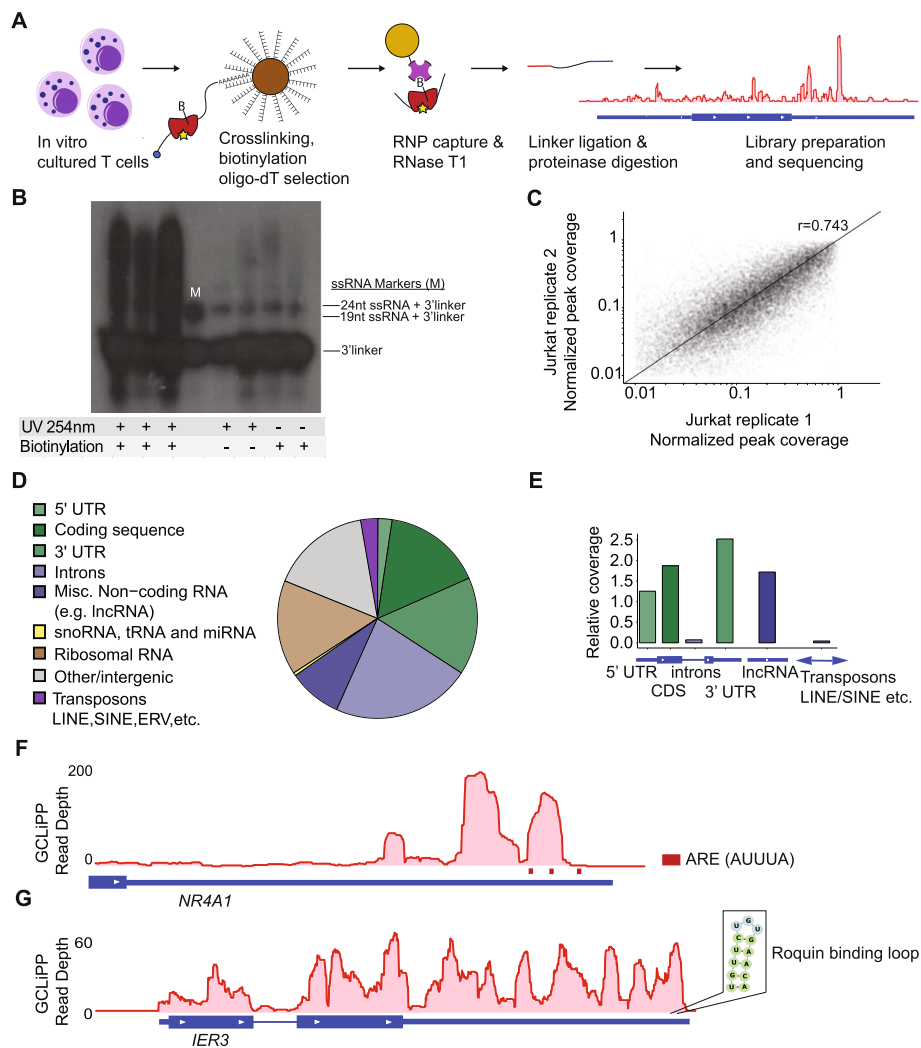 A
B
AAAAAA
B
In vitro
cultured T cells
Crosslinking,
biotinylation
oligo-dT selection
RNP capture &
RNase T1
Linker ligation &
proteinase digestion
Library preparation
and sequencing
B
M
ssRNA Markers (M)
24nt ssRNA + 3'linker
19nt ssRNA + 3'linker
3'linker
UV 254nm + + + + + - -
Biotinylation + + + - - + +
C
r=0.743
Jurkat replicate 2
Normalized peak coverage
1
0.1
0.01
0.01 0.1 1
Jurkat replicate 1
Normalized peak coverage
D
5' UTR
Coding sequence
3' UTR
Introns
Misc. Non−coding RNA
(e.g. lncRNA)
snoRNA, tRNA and miRNA
Ribosomal RNA
Other/intergenic
Transposons
LINE,SINE,ERV,etc.
E
Relative coverage
2.5
2.0
1.5
1.0
0.5
0.0
5' UTR
CDS
introns
3' UTR
lncRNA
Transposons
LINE/SINE etc.
F
GCLiPP
Read Depth
200
0
NR4A1
ARE (AUUUA)
G
GCLiPP
Read Depth
60
0
IER3
G
U U
C G
U A
U A
G C
U A
Roquin binding loop